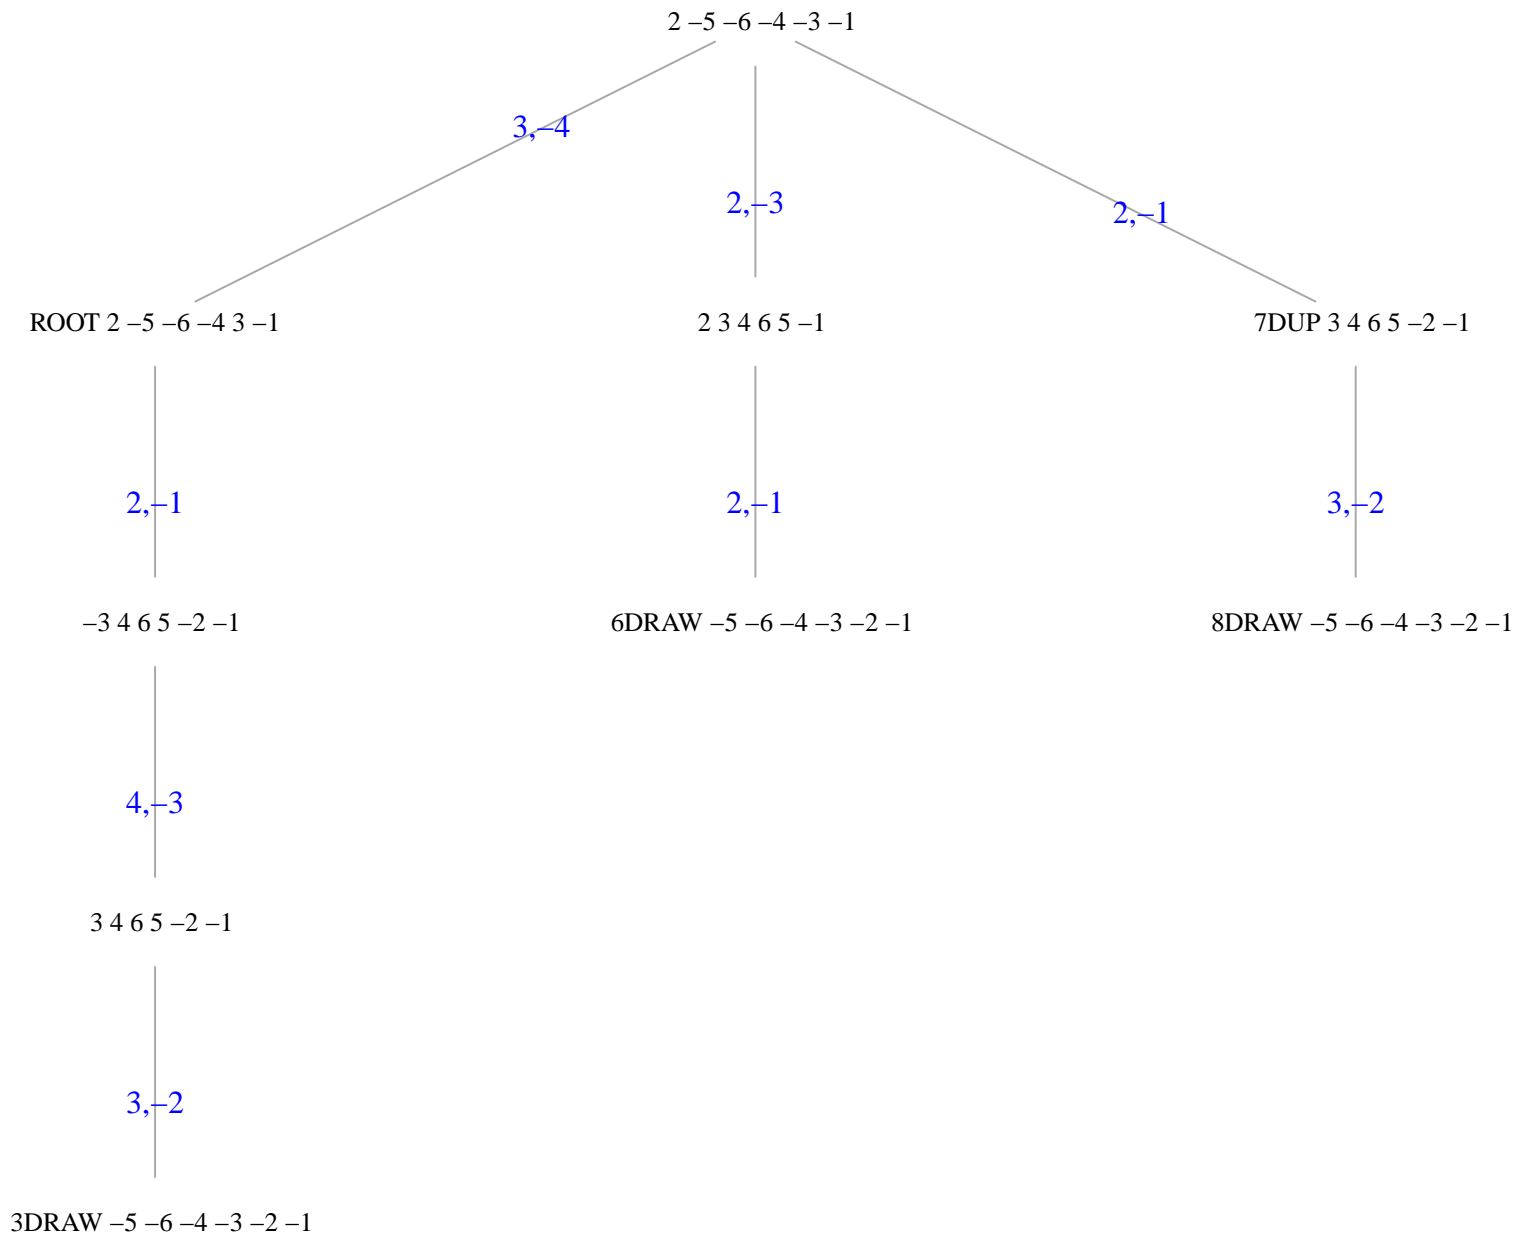 2 –5 –6 –4 –3 –1
3,–4
2,–3
2,–1
ROOT 2 –5 –6 –4 3 –1
2 3 4 6 5 –1
7DUP 3 4 6 5 –2 –1
2,–1
2,–1
3,–2
–3 4 6 5 –2 –1
6DRAW –5 –6 –4 –3 –2 –1
8DRAW –5 –6 –4 –3 –2 –1
4,–3
3 4 6 5 –2 –1
3,–2
3DRAW –5 –6 –4 –3 –2 –1